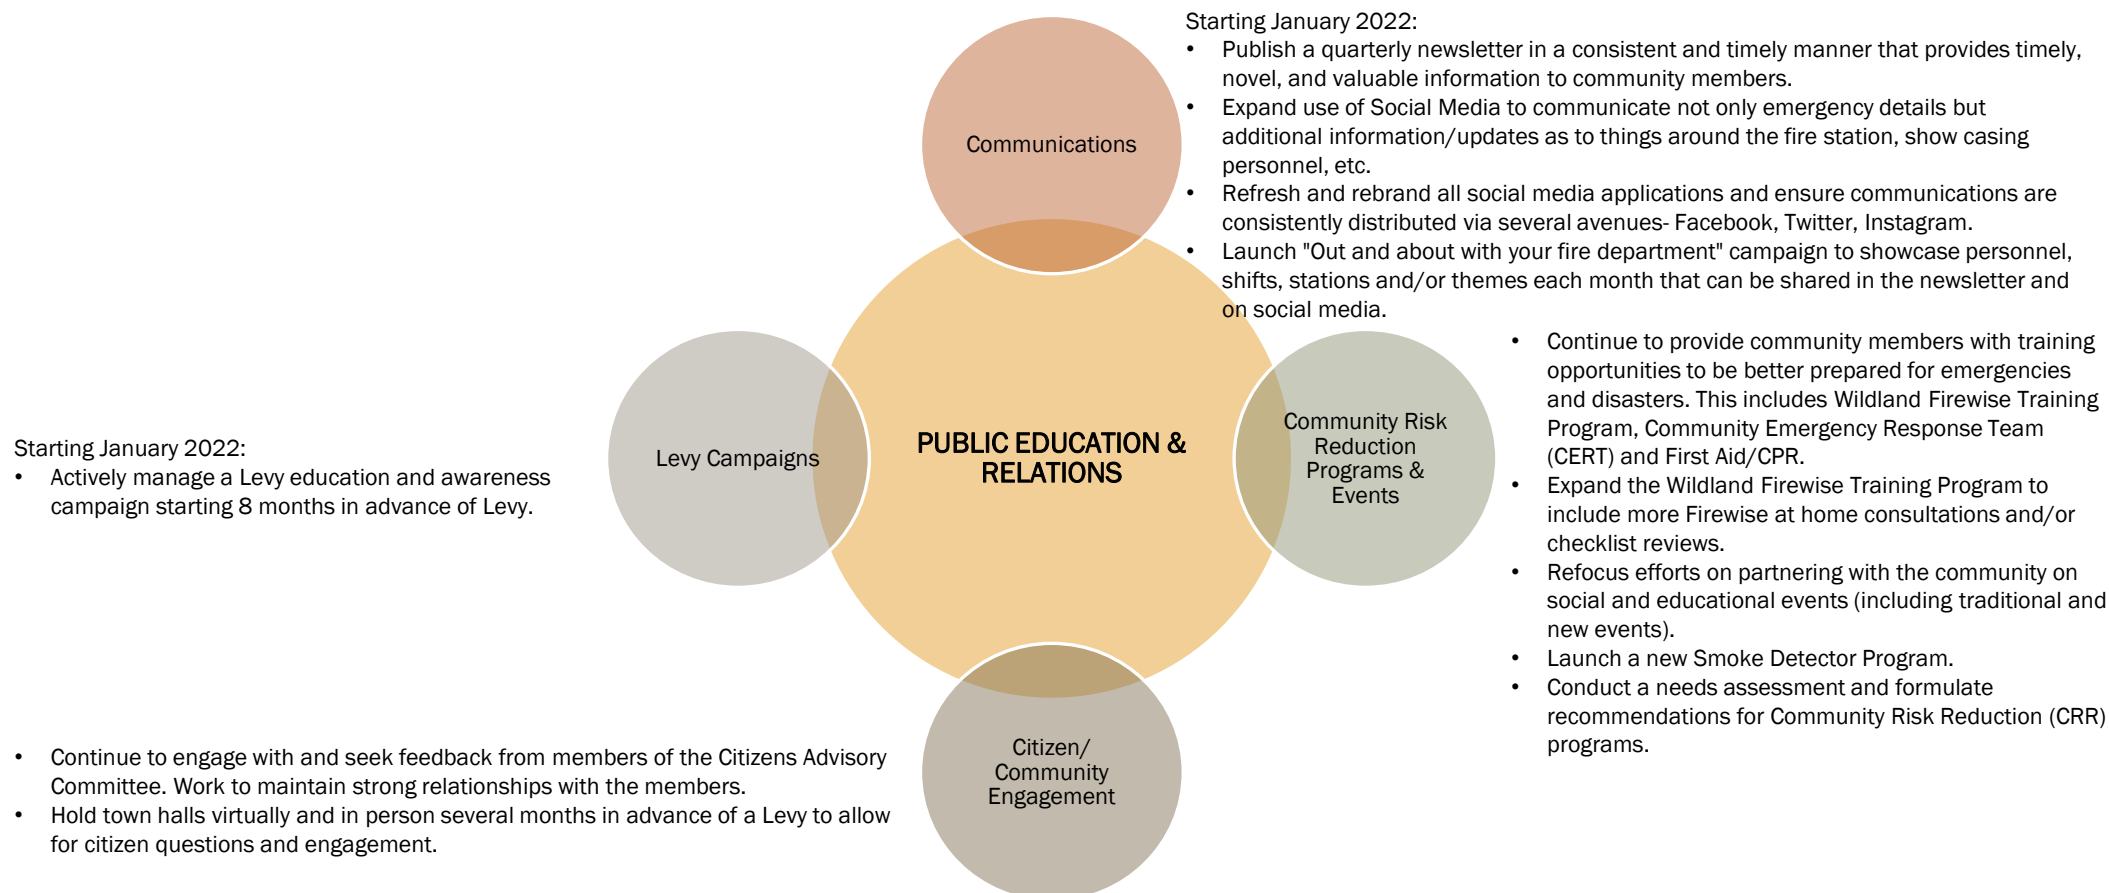 Starting January 2022:
• Publish a quarterly newsletter in a consistent and timely manner that provides timely,
novel, and valuable information to community members.
• Expand use of Social Media to communicate not only emergency details but
additional information/updates as to things around the fire station, show casing
personnel, etc.
• Refresh and rebrand all social media applications and ensure communications are
consistently distributed via several avenues- Facebook, Twitter, Instagram.
• Launch "Out and about with your fire department" campaign to showcase personnel,
shifts, stations and/or themes each month that can be shared in the newsletter and
on social media.
Communications
PUBLIC EDUCATION &
RELATIONS
Community Risk
Reduction
Programs &
Events
• Continue to provide community members with training
opportunities to be better prepared for emergencies
and disasters. This includes Wildland Firewise Training
Program, Community Emergency Response Team
(CERT) and First Aid/CPR.
• Expand the Wildland Firewise Training Program to
include more Firewise at home consultations and/or
checklist reviews.
• Refocus efforts on partnering with the community on
social and educational events (including traditional and
new events).
• Launch a new Smoke Detector Program.
• Conduct a needs assessment and formulate
recommendations for Community Risk Reduction (CRR)
programs.
Levy Campaigns
Starting January 2022:
• Actively manage a Levy education and awareness
campaign starting 8 months in advance of Levy.
Citizen/
Community
Engagement
• Continue to engage with and seek feedback from members of the Citizens Advisory
Committee. Work to maintain strong relationships with the members.
• Hold town halls virtually and in person several months in advance of a Levy to allow
for citizen questions and engagement.